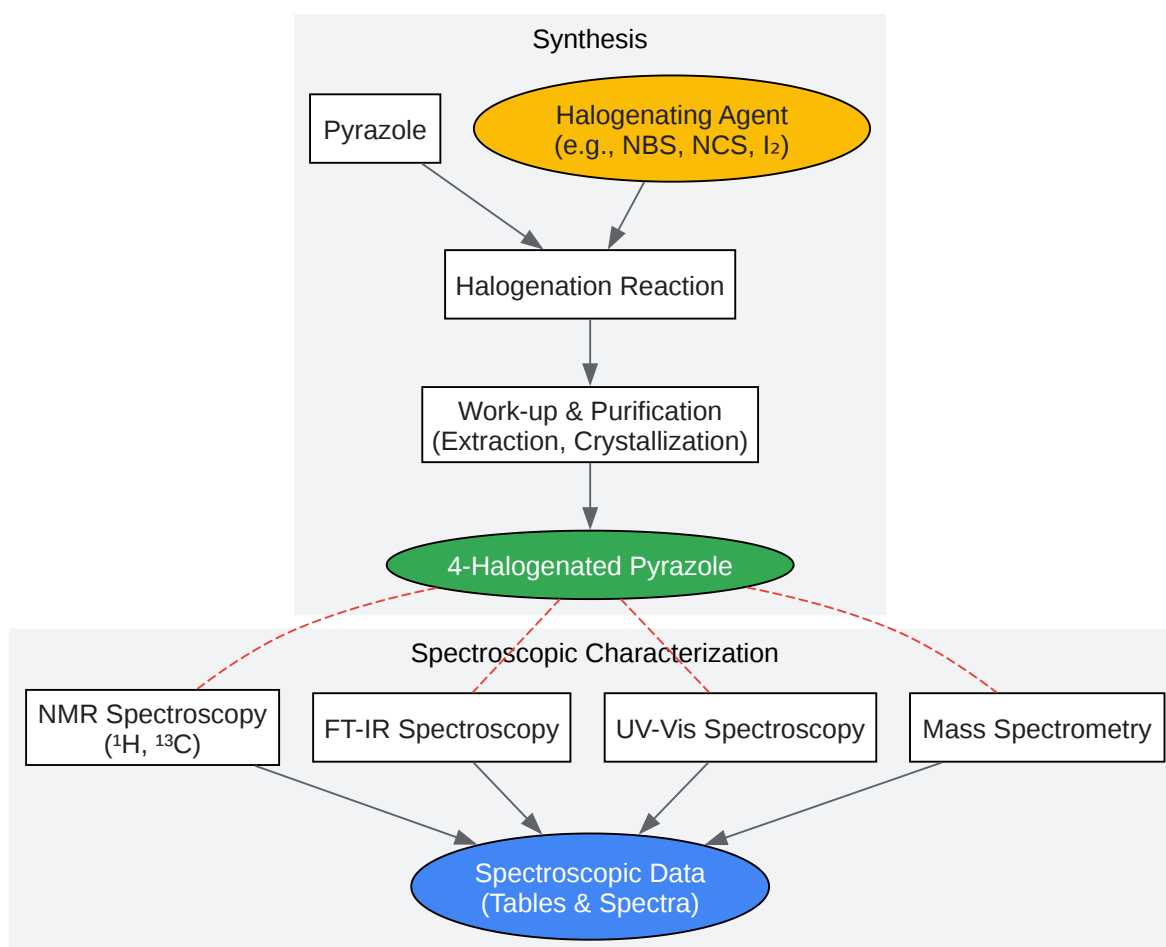 Synthesis
Pyrazole
Halogenating Agent
(e.g., NBS, NCS, I₂)
Halogenation Reaction
Work-up & Purification
(Extraction, Crystallization)
4-Halogenated Pyrazole
Spectroscopic Characterization
NMR Spectroscopy
(¹H, ¹³C)
FT-IR Spectroscopy
UV-Vis Spectroscopy
Mass Spectrometry
Spectroscopic Data
(Tables & Spectra)